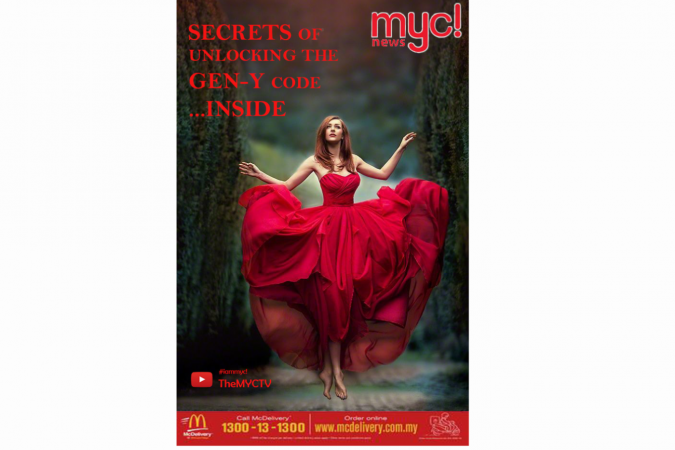 SECRETS OF
UNLOCKING THE
GEN-Y CODE
...INSIDE
myc!
news
TheMYCTV
McDelivery
Call McDelivery
1300-13-1300
Order online
www.mcdelivery.com.my